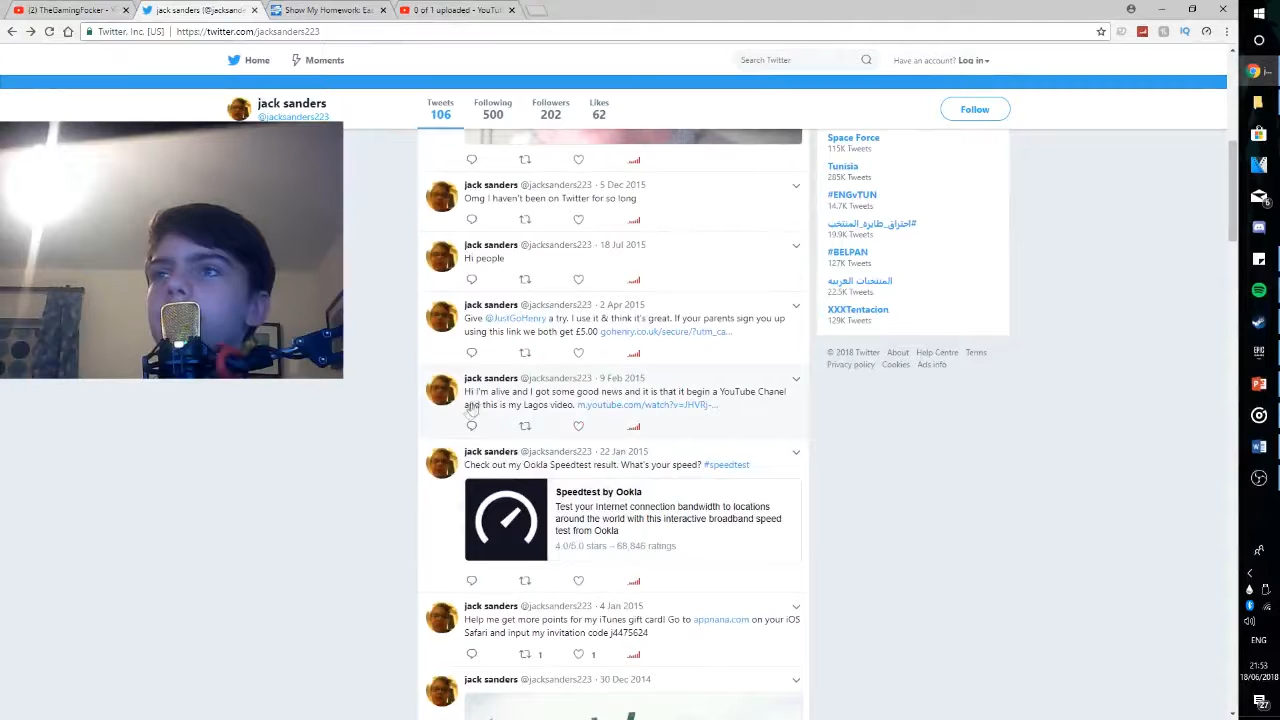 (2) TheGamingFocker -
jack sanders (@jacksande
Show My Homework Ea
0 of 1 uploaded - YouTu
Twitter, Inc. [US] https://twitter.com/jacksanders223
Home
Moments
Search Twitter
Have an account? Log in
jack sanders
@jacksanders223
Tweets
106
Following
500
Followers
202
Likes
62
Follow
jack sanders @jacksanders223 · 5 Dec 2015
Omg I haven't been on Twitter for so long
jack sanders @jacksanders223 · 18 Jul 2015
Hi people
jack sanders @jacksanders223 · 2 Apr 2015
Give @JustGoHenry a try. I use it & think it's great. If your parents sign you up
using this link we both get £5.00 gohenry.co.uk/secure/?utm_ca...
jack sanders @jacksanders223 · 9 Feb 2015
Hi I'm alive and I got some good news and it is that it begin a YouTube Chanel
and this is my Lagos video. m.youtube.com/watch?v=JHVRj-...
jack sanders @jacksanders223 · 22 Jan 2015
Check out my Ookla Speedtest result. What's your speed? #speedtest
Speedtest by Ookla
Test your Internet connection bandwidth to locations
around the world with this interactive broadband speed
test from Ookla
4.0/5.0 stars – 68,846 ratings
jack sanders @jacksanders223 · 4 Jan 2015
Help me get more points for my iTunes gift card! Go to appnana.com on your iOS
Safari and input my invitation code j4475624
1 1
jack sanders @jacksanders223 · 30 Dec 2014
Space Force
115K Tweets
Tunisia
285K Tweets
#ENGvTUN
14.7K Tweets
#احتراق_طايره_المنتخب
19.9K Tweets
#BELPAN
127K Tweets
المنتخبات العربيه
22.5K Tweets
XXXTentacion
129K Tweets
© 2018 Twitter About Help Centre Terms
Privacy policy Cookies Ads info
ENG
21:53
18/06/2018
27